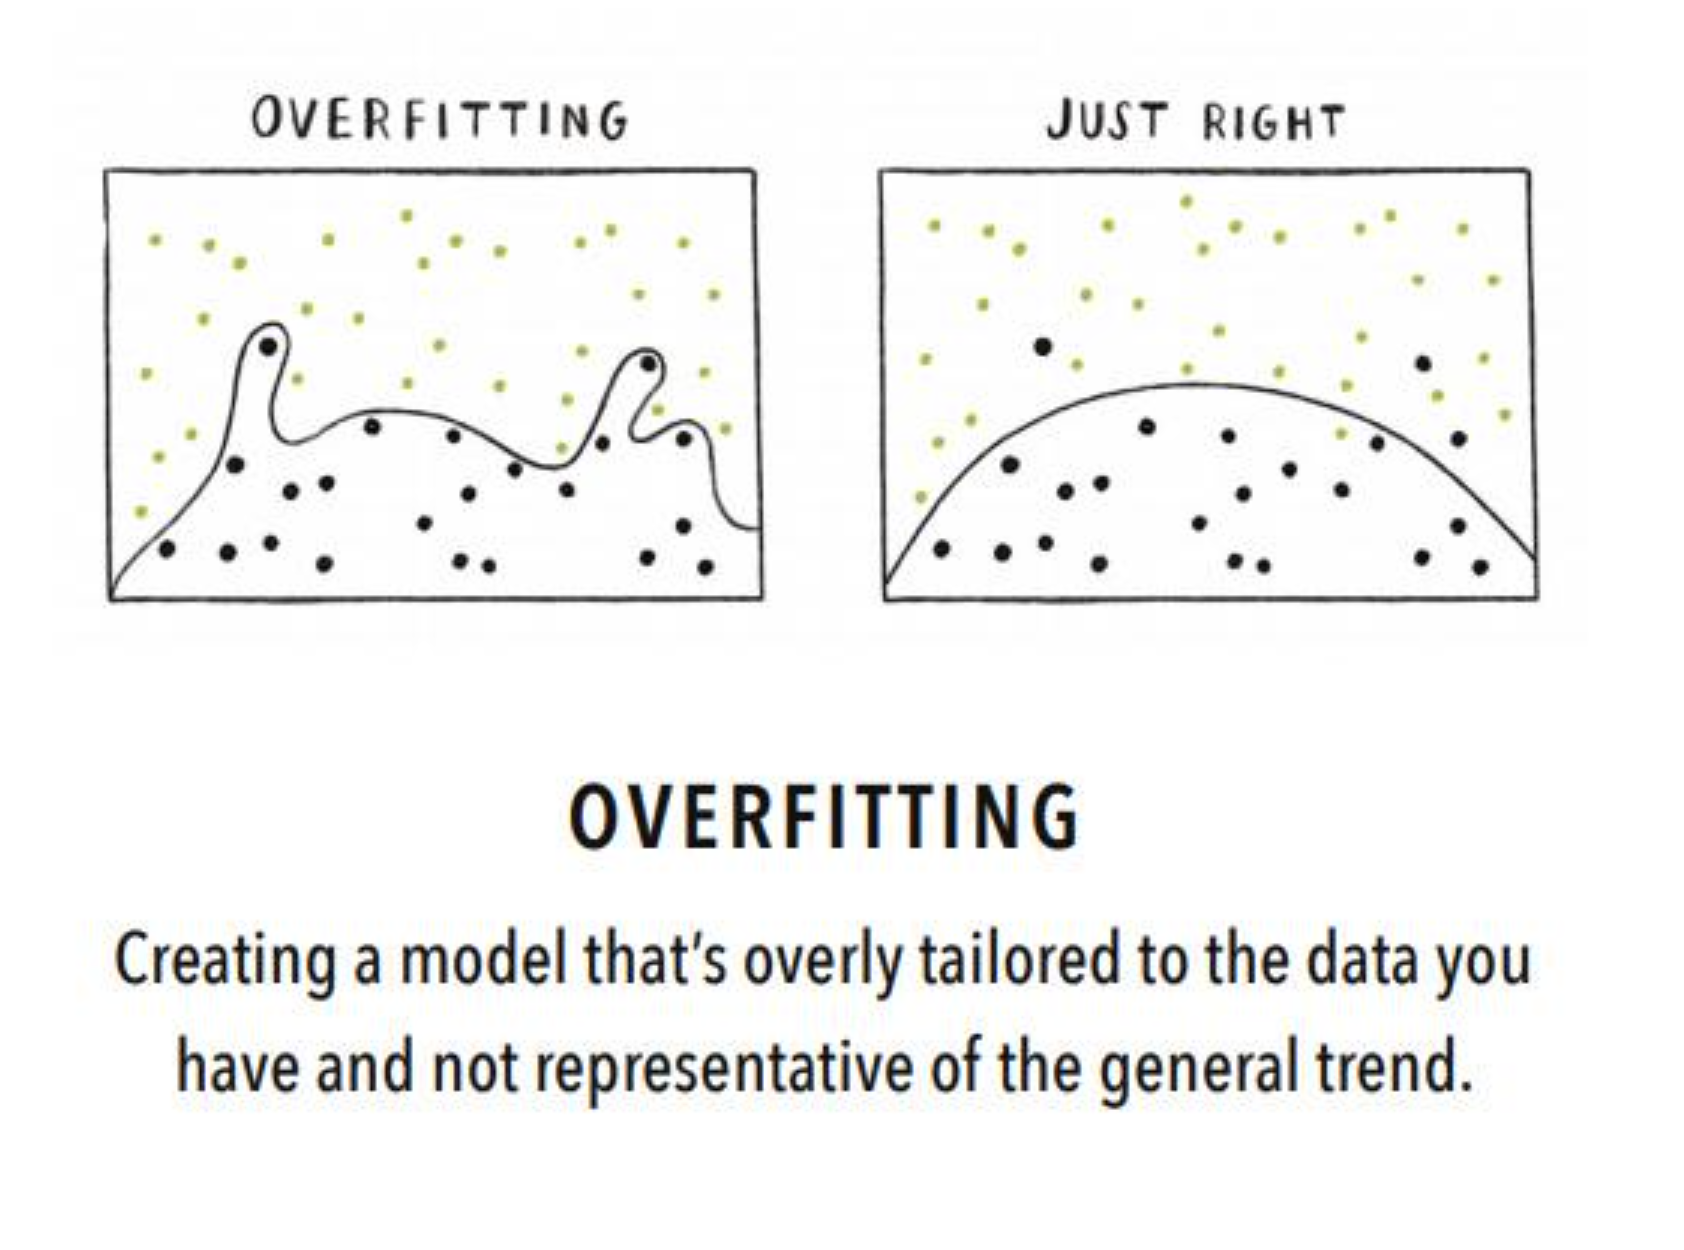 OVERFITTING
JUST RIGHT
OVERFITTING
Creating a model that's overly tailored to the data you
have and not representative of the general trend.